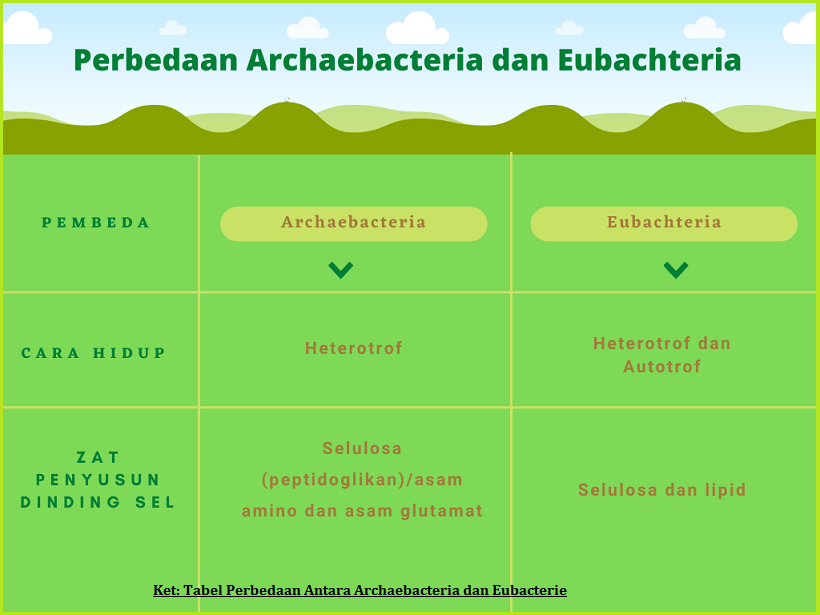 Perbedaan Archaebacteria dan Eubachteria
PEMBEDA
Archaebacteria
Eubachteria
CARA HIDUP
Heterotrof
Heterotrof dan
Autotrof
ZAT
PENYUSUN
DINDING SEL
Selulosa
(peptidoglikan)/asam
amino dan asam glutamat
Selulosa dan lipid
Ket: Tabel Perbedaan Antara Archaebacteria dan Eubacterie